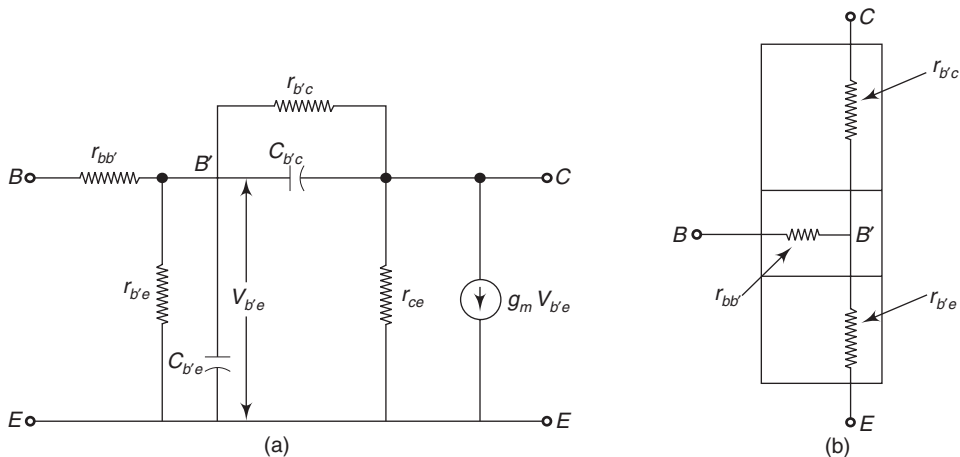 r_{b′c}
C_{b′c}
r_{bb′}
B′
B
C
r_{b′e}
V_{b′e}
C_{b′e}
r_{ce}
g_m V_{b′e}
E
E
(a)
C
r_{b′c}
B
B′
r_{bb′}
r_{b′e}
E
(b)